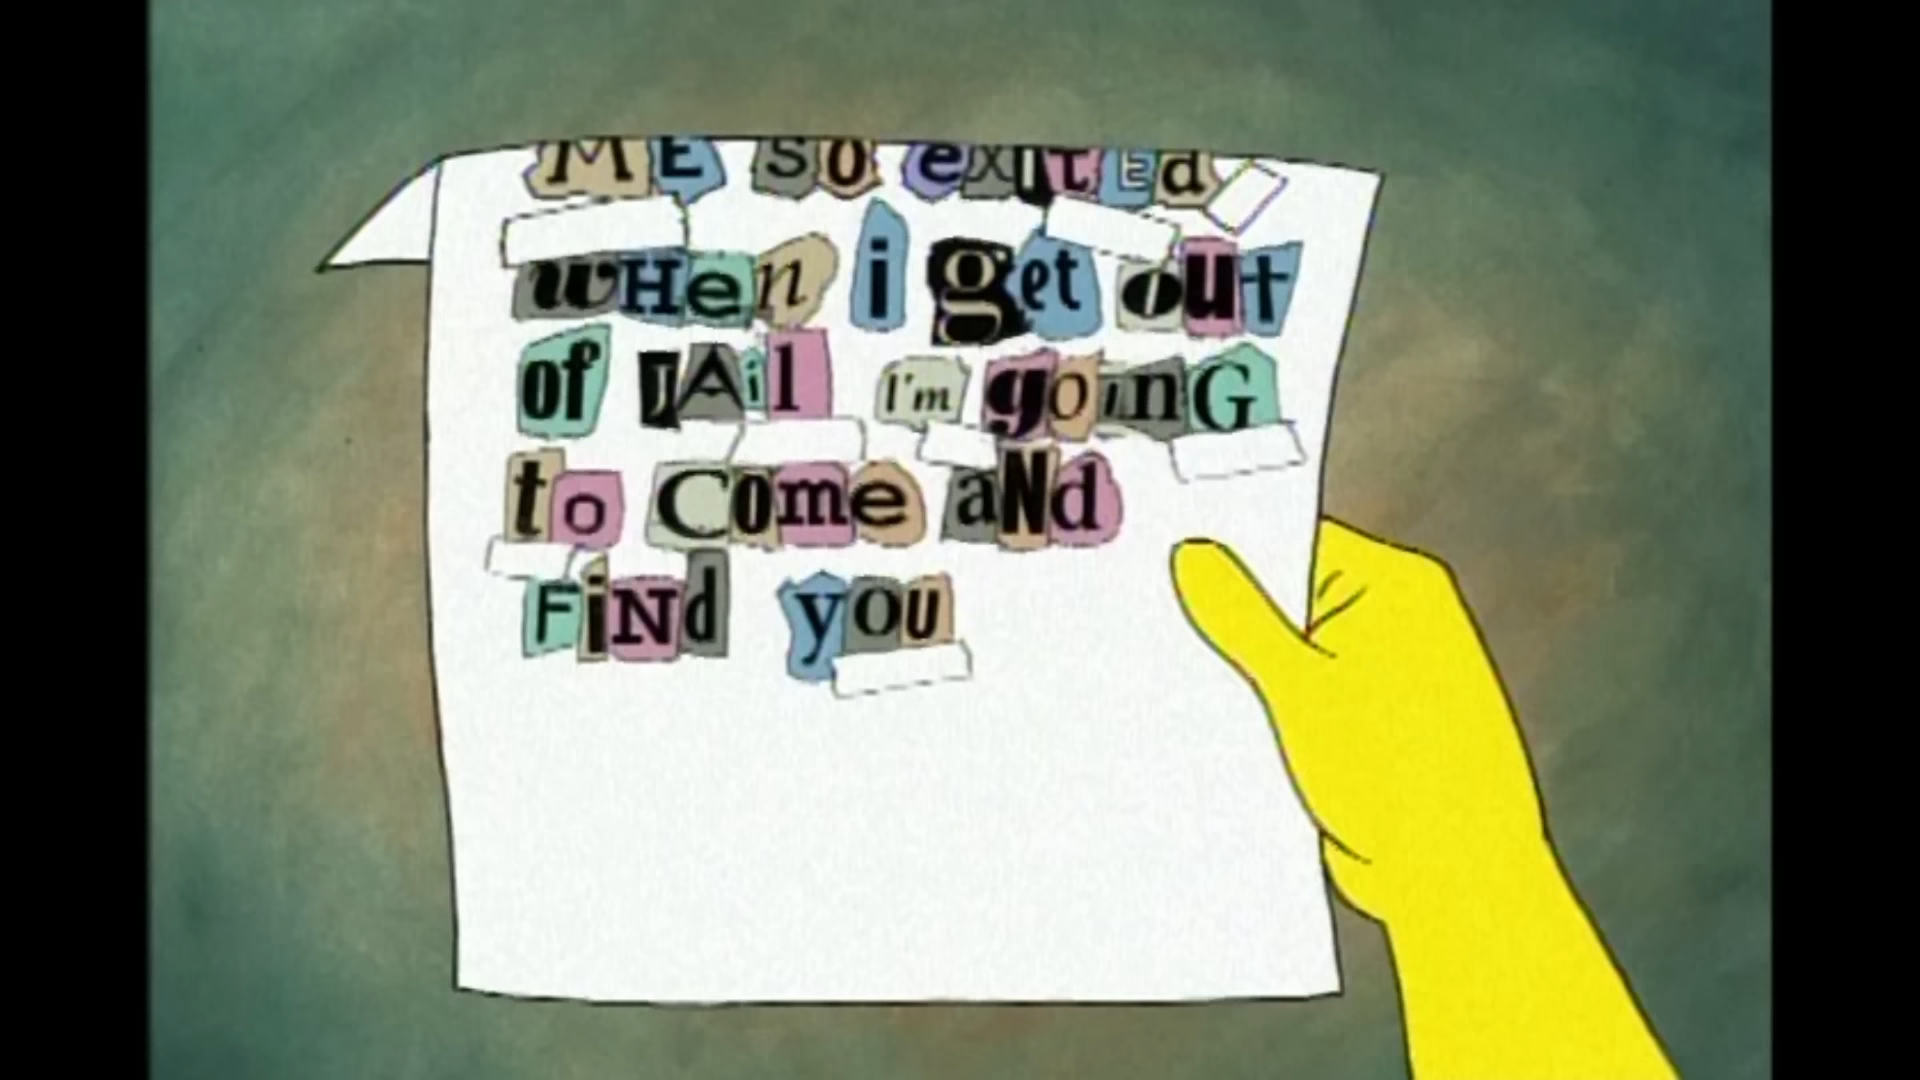 ME SO exITEd
wHen i get out
of JAil I'm goinG
to Come aNd
FiNd you